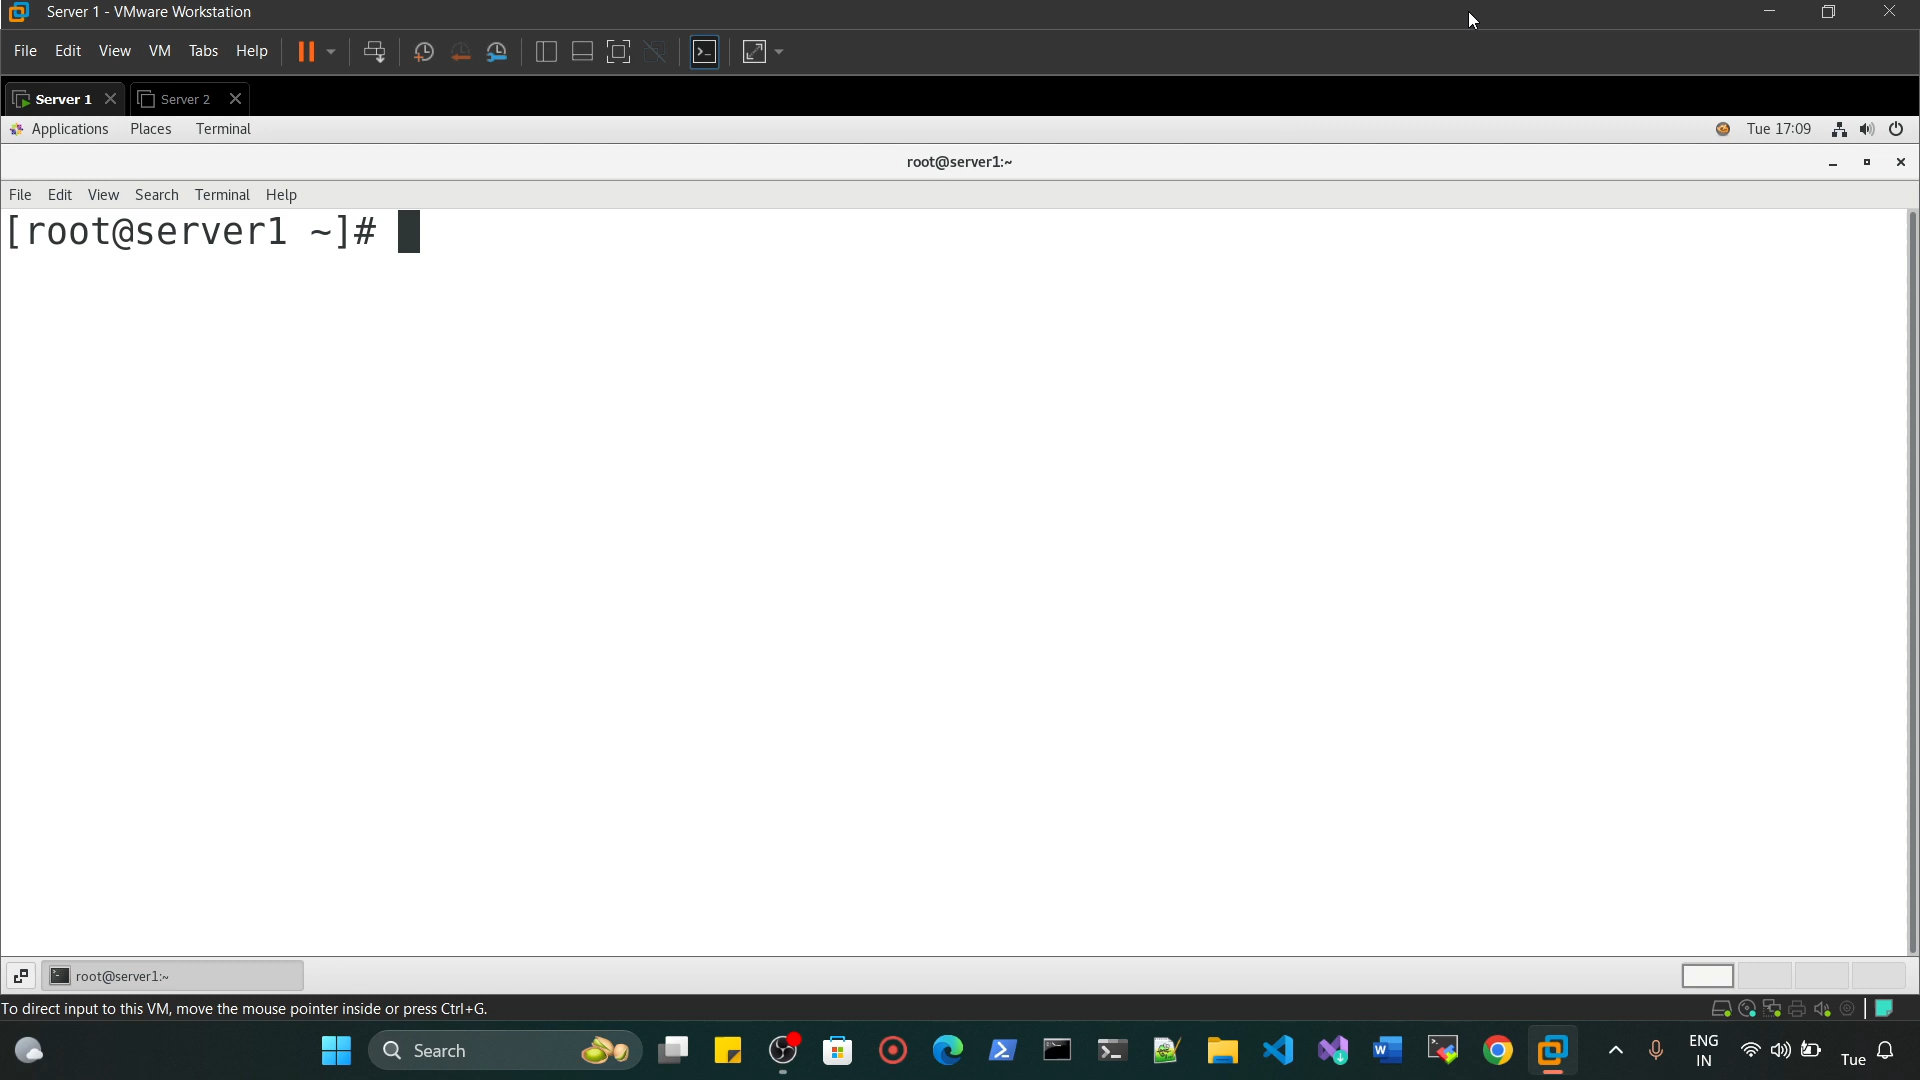 Server 1 - VMware Workstation
File Edit View VM Tabs Help
Server 1 Server 2
Applications Places Terminal Tue 17:09
root@server1:~
File Edit View Search Terminal Help
[root@server1 ~]#
root@server1:~
To direct input to this VM, move the mouse pointer inside or press Ctrl+G.
Search ENG
IN
Tue